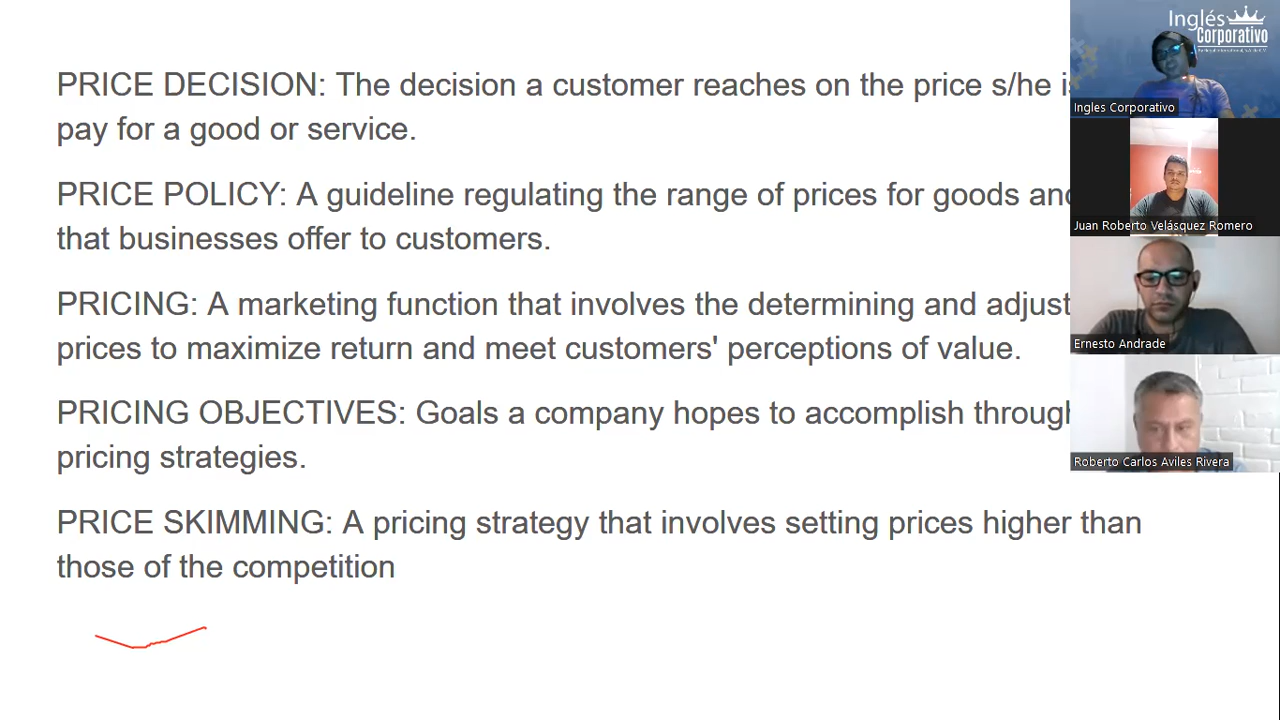 PRICE DECISION: The decision a customer reaches on the price s/he
pay for a good or service.
PRICE POLICY: A guideline regulating the range of prices for goods
that businesses offer to customers.
PRICING: A marketing function that involves the determining and
prices to maximize return and meet customers' perceptions of value.
PRICING OBJECTIVES: Goals a company hopes to accomplish through
pricing strategies.
PRICE SKIMMING: A pricing strategy that involves setting prices higher than
those of the competition
Inglés
Corporativo
Ingles Corporativo
Juan Roberto Velásquez Romero
Ernesto Andrade
Roberto Carlos Aviles Rivera